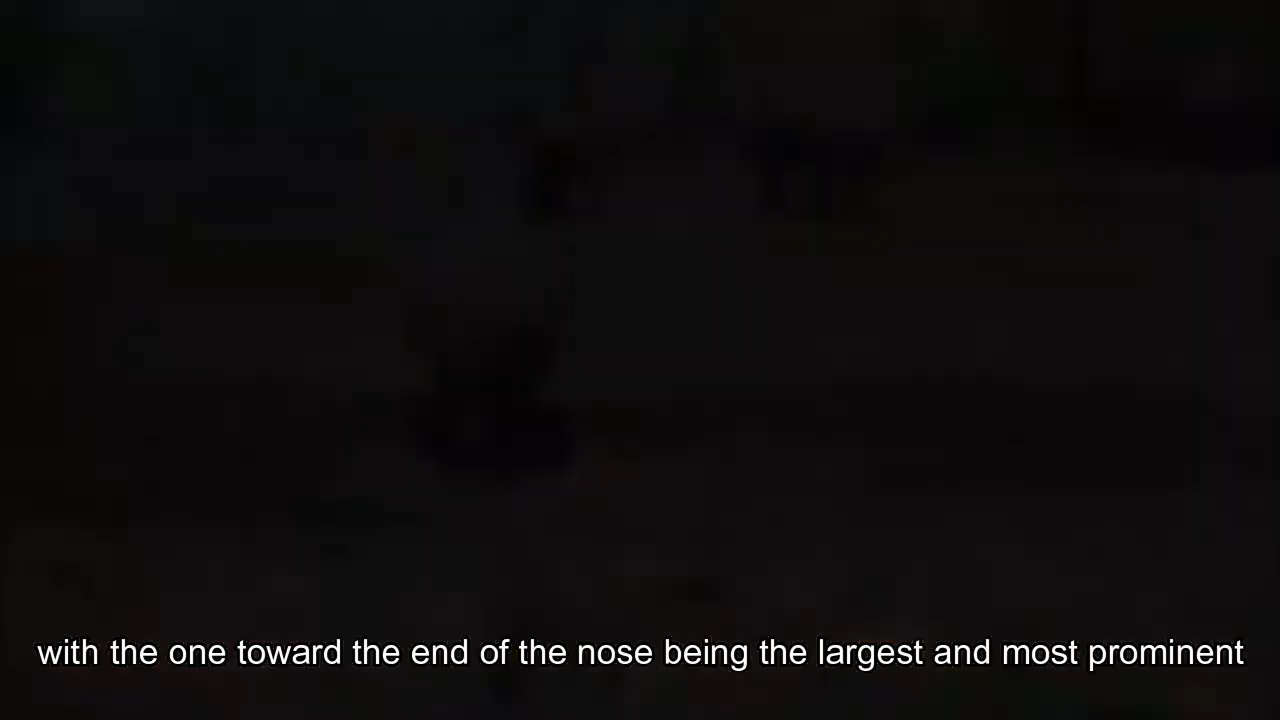 with the one toward the end of the nose being the largest and most prominent